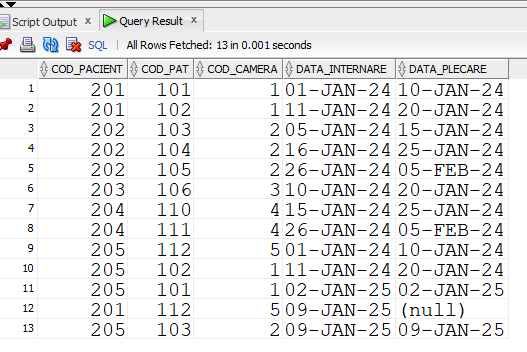 Script Output × Query Result ×
SQL | All Rows Fetched: 13 in 0.001 seconds
COD_PACIENT COD_PAT COD_CAMERA DATA_INTERNARE DATA_PLECARE
1 201 101 1 01-JAN-24 10-JAN-24
2 201 102 1 11-JAN-24 20-JAN-24
3 202 103 2 05-JAN-24 15-JAN-24
4 202 104 2 16-JAN-24 25-JAN-24
5 202 105 2 26-JAN-24 05-FEB-24
6 203 106 3 10-JAN-24 20-JAN-24
7 204 110 4 15-JAN-24 25-JAN-24
8 204 111 4 26-JAN-24 05-FEB-24
9 205 112 5 01-JAN-24 10-JAN-24
10 205 102 1 11-JAN-24 20-JAN-24
11 205 101 1 02-JAN-25 02-JAN-25
12 201 112 5 09-JAN-25 (null)
13 205 103 2 09-JAN-25 09-JAN-25